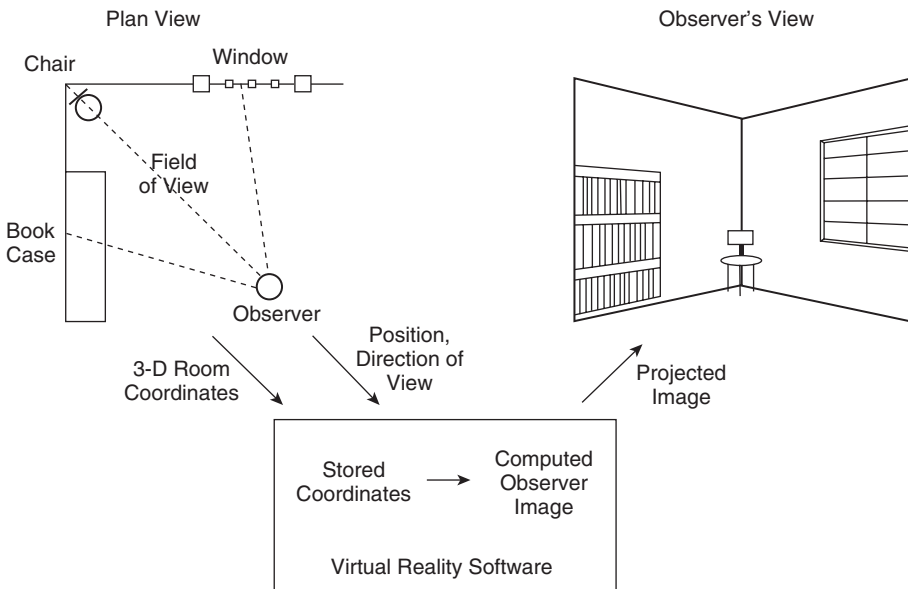 Plan View
Observer's View
Chair
Window
Field
of View
Book
Case
Observer
3-D Room
Coordinates
Position,
Direction of
View
Projected
Image
Stored
Coordinates
Computed
Observer
Image
Virtual Reality Software